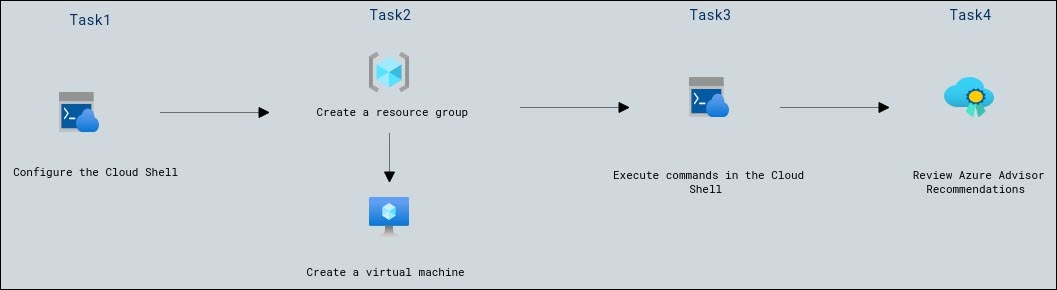 Task1
Task2
Task3
Task4
>_
>_
Create a resource group
Configure the Cloud Shell
Execute commands in the Cloud
Shell
Review Azure Advisor
Recommendations
Create a virtual machine